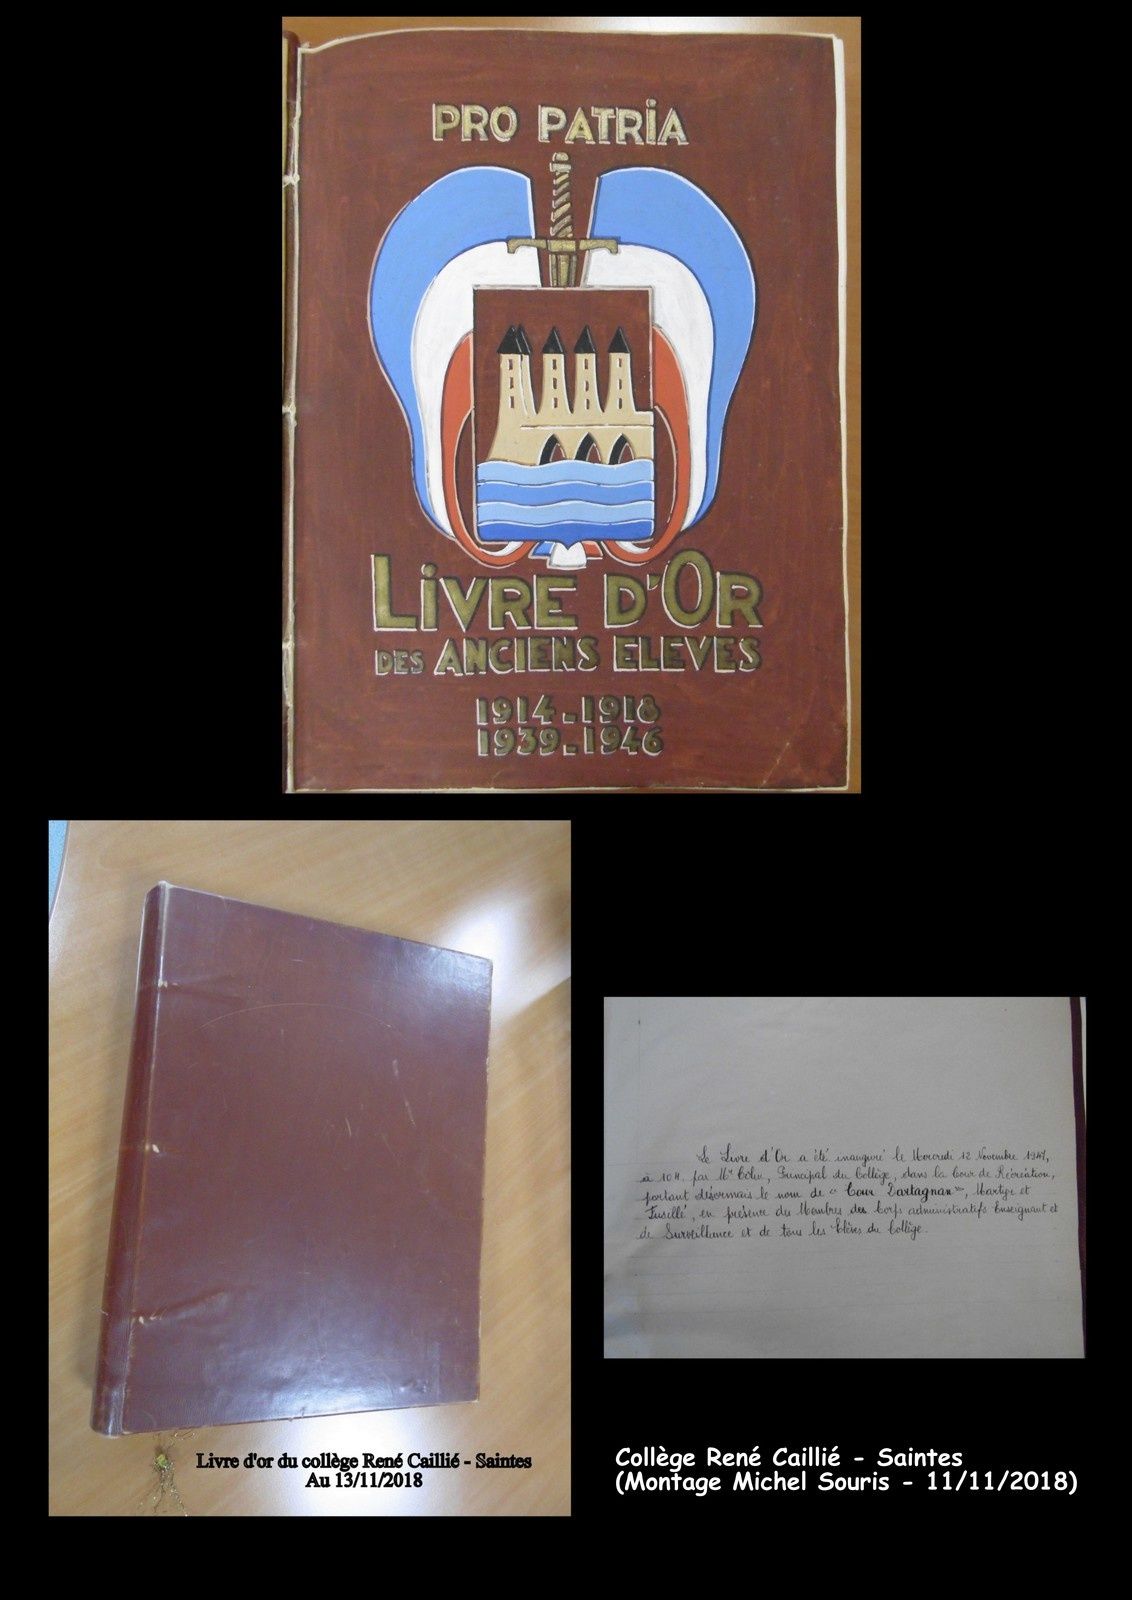 PRO PATRiA
LiVRE D'OR
DES ANCIENS ELEVES
1914-1918
1939-1946
Le Livre d'Or a été inauguré le Mercredi 12 Novembre 1947,
à 10 H. par Mr, Principal du Collège, dans la Cour de Récréation,
portant désormais le nom de "Cour Dartagnan", Martyr et
Fusillé, en présence des Membres des Corps administratifs Enseignant et
de Surveillance et de tous les Elèves du Collège.
Livre d'or du collège René Caillié - Saintes
Au 13/11/2018
Collège René Caillié - Saintes
(Montage Michel Souris - 11/11/2018)